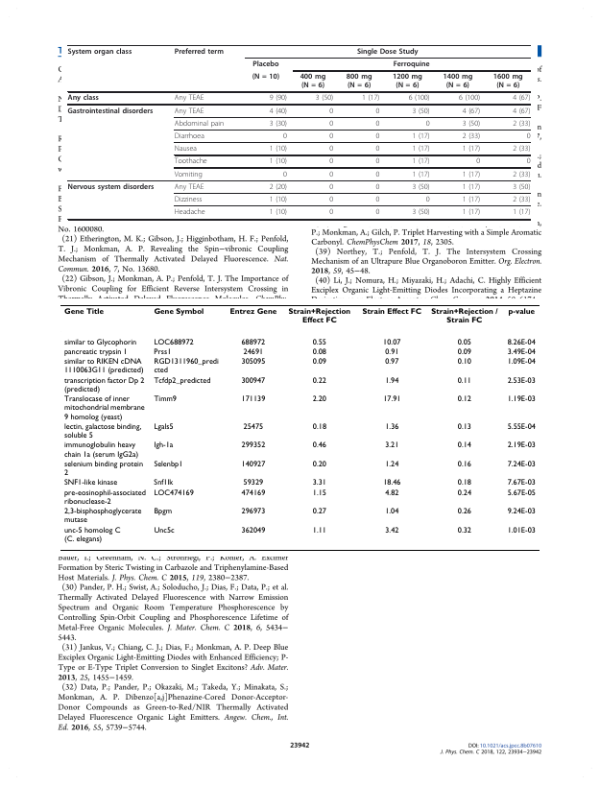 System organ class Preferred term Single Dose Study
Placebo Ferroquine
(N = 10) 400 mg (N = 6) 800 mg (N = 6) 1200 mg (N = 6) 1400 mg (N = 6) 1600 mg (N = 6)
Any class Any TEAE 9 (90) 3 (50) 1 (17) 6 (100) 6 (100) 4 (67)
Gastrointestinal disorders Any TEAE 4 (40) 0 0 3 (50) 4 (67) 4 (67)
Abdominal pain 3 (30) 0 0 0 3 (50) 2 (33)
Diarrhoea 0 0 0 1 (17) 2 (33) 0
Nausea 1 (10) 0 0 1 (17) 1 (17) 2 (33)
Toothache 1 (10) 0 0 1 (17) 0 0
Vomiting 0 0 0 1 (17) 1 (17) 2 (33)
Nervous system disorders Any TEAE 2 (20) 0 0 3 (50) 1 (17) 3 (50)
Dizziness 1 (10) 0 0 0 1 (17) 2 (33)
Headache 1 (10) 0 0 3 (50) 1 (17) 1 (17)
No. 1600080.
(21) Etherington, M. K.; Gibson, J.; Higginbotham, H. F.; Penfold,
T. J.; Monkman, A. P. Revealing the Spin−vibronic Coupling
Mechanism of Thermally Activated Delayed Fluorescence. Nat.
Commun. 2016, 7, No. 13680.
(22) Gibson, J.; Monkman, A. P.; Penfold, T. J. The Importance of
Vibronic Coupling for Efficient Reverse Intersystem Crossing in
P.; Monkman, A.; Gilch, P. Triplet Harvesting with a Simple Aromatic
Carbonyl. ChemPhysChem 2017, 18, 2305.
(39) Northey, T.; Penfold, T. J. The Intersystem Crossing
Mechanism of an Ultrapure Blue Organoboron Emitter. Org. Electron.
2018, 59, 45−48.
(40) Li, J.; Nomura, H.; Miyazaki, H.; Adachi, C. Highly Efficient
Exciplex Organic Light-Emitting Diodes Incorporating a Heptazine
Gene Title Gene Symbol Entrez Gene Strain+Rejection Effect FC Strain Effect FC Strain+Rejection / Strain FC p-value
similar to Glycophorin LOC688972 688972 0.55 10.07 0.05 8.26E-04
pancreatic trypsin 1 Prss1 24691 0.08 0.91 0.09 3.49E-04
similar to RIKEN cDNA RGD1311960_predi 305095 0.09 0.97 0.10 1.09E-04
1110063G11 (predicted) cted
transcription factor Dp 2 Tcfdp2_predicted 300947 0.22 1.94 0.11 2.53E-03
(predicted)
Translocase of inner Timm9 171139 2.20 17.91 0.12 1.19E-03
mitochondrial membrane
9 homolog (yeast)
lectin, galactose binding, Lgals5 25475 0.18 1.36 0.13 5.55E-04
soluble 5
immunoglobulin heavy Igh-1a 299352 0.46 3.21 0.14 2.19E-03
chain 1a (serum IgG2a)
selenium binding protein Selenbp1 140927 0.20 1.24 0.16 7.24E-03
2
SNF1-like kinase Snf1lk 59329 3.31 18.46 0.18 7.67E-03
pre-eosinophil-associated LOC474169 474169 1.15 4.82 0.24 5.67E-05
ribonuclease-2
2,3-bisphosphoglycerate Bpgm 296973 0.27 1.04 0.26 9.24E-03
mutase
unc-5 homolog C Unc5c 362049 1.11 3.42 0.32 1.01E-03
(C. elegans)
Formation by Steric Twisting in Carbazole and Triphenylamine-Based
Host Materials. J. Phys. Chem. C 2015, 119, 2380−2387.
(30) Pander, P. H.; Swist, A.; Soloducho, J.; Dias, F.; Data, P.; et al.
Thermally Activated Delayed Fluorescence with Narrow Emission
Spectrum and Organic Room Temperature Phosphorescence by
Controlling Spin-Orbit Coupling and Phosphorescence Lifetime of
Metal-Free Organic Molecules. J. Mater. Chem. C 2018, 6, 5434−
5443.
(31) Jankus, V.; Chiang, C. J.; Dias, F.; Monkman, A. P. Deep Blue
Exciplex Organic Light-Emitting Diodes with Enhanced Efficiency; P-
Type or E-Type Triplet Conversion to Singlet Excitons? Adv. Mater.
2013, 25, 1455−1459.
(32) Data, P.; Pander, P.; Okazaki, M.; Takeda, Y.; Minakata, S.;
Monkman, A. P. Dibenzo[a,j]Phenazine-Cored Donor-Acceptor-
Donor Compounds as Green-to-Red/NIR Thermally Activated
Delayed Fluorescence Organic Light Emitters. Angew. Chem., Int.
Ed. 2016, 55, 5739−5744.
23942
DOI: 10.1021/acs.jpcc.8b07610
J. Phys. Chem. C 2018, 122, 23934−23942